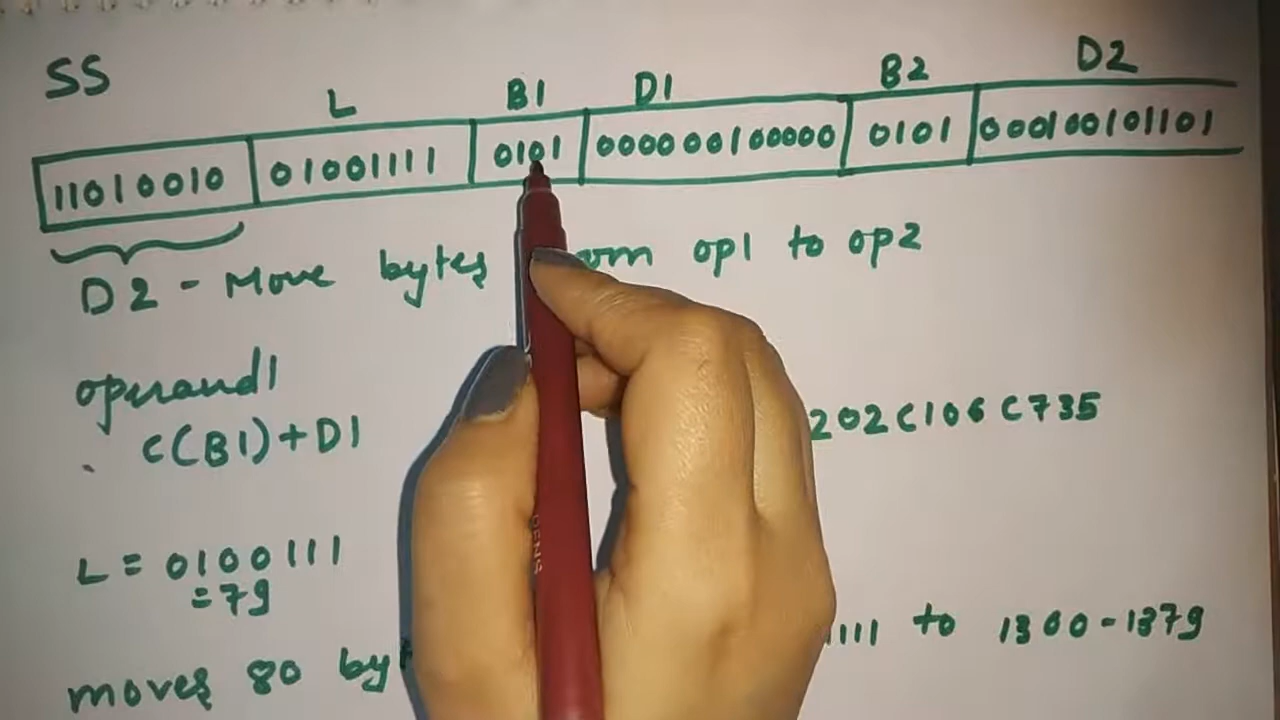 SS
L B1 D1 B2 D2
11010010 01001111 0101 000000100000 0101 000100101101
D2 - Move bytes om op1 to op2
operand1
C(B1)+D1
202C106C735
L = 0100111
= 79
1111 to 1300-1379
moves 80 by